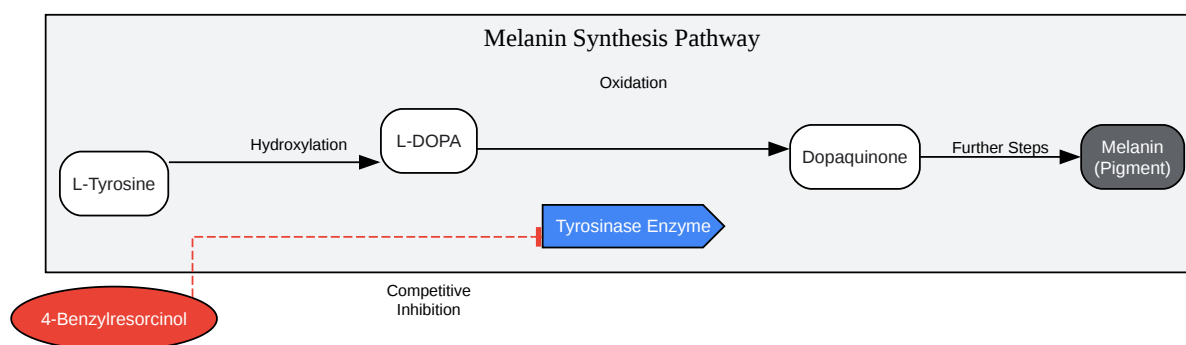 Melanin Synthesis Pathway
Oxidation
Hydroxylation
L-DOPA
L-Tyrosine
Dopaquinone
Further Steps
Melanin
(Pigment)
Tyrosinase Enzyme
Competitive
Inhibition
4-Benzylresorcinol